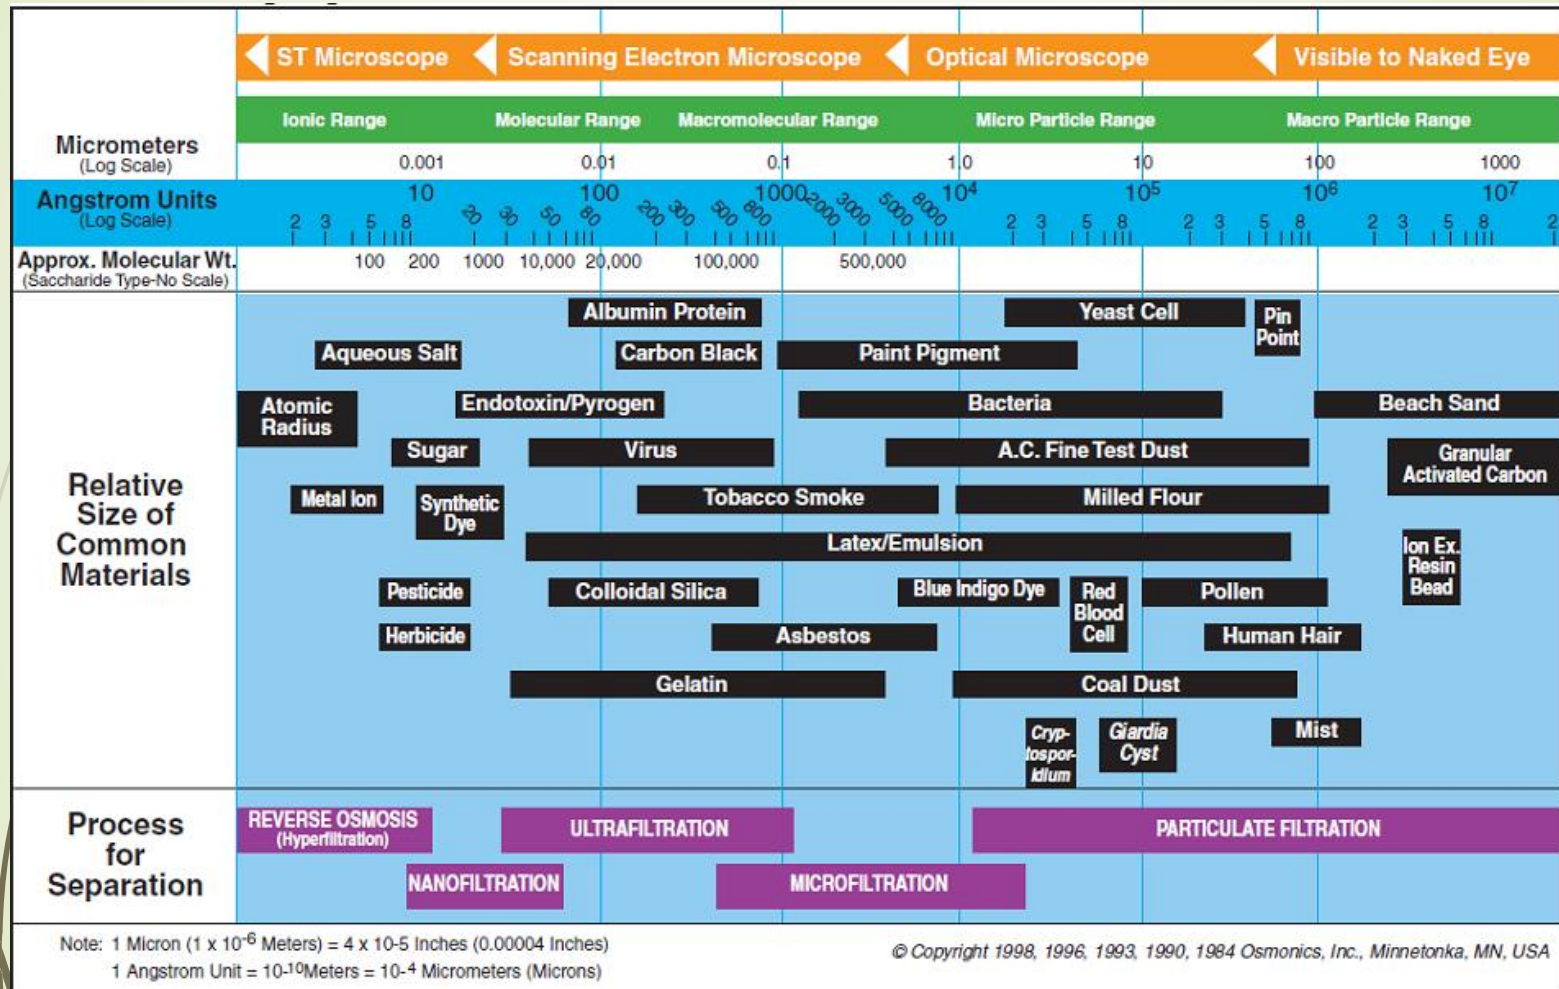 ST Microscope Scanning Electron Microscope Optical Microscope Visible to Naked Eye
Ionic Range Molecular Range Macromolecular Range Micro Particle Range Macro Particle Range
Micrometers
(Log Scale)
0.001 0.01 0.1 1.0 10 100 1000
Angstrom Units
(Log Scale)
10 100 1000 10⁴ 10⁵ 10⁶ 10⁷
2 3 5 8 20 30 50 80 200 300 500 800 2000 3000 5000 8000 2 3 5 8 2 3 5 8 2 3 5 8 2
Approx. Molecular Wt.
(Saccharide Type-No Scale)
100 200 1000 10,000 20,000 100,000 500,000
Relative
Size of
Common
Materials
Albumin Protein
Yeast Cell
Pin
Point
Aqueous Salt
Carbon Black
Paint Pigment
Atomic
Radius
Endotoxin/Pyrogen
Bacteria
Beach Sand
Sugar
Virus
A.C. Fine Test Dust
Granular
Activated Carbon
Metal Ion
Synthetic
Dye
Tobacco Smoke
Milled Flour
Latex/Emulsion
Ion Ex.
Resin
Bead
Pesticide
Colloidal Silica
Blue Indigo Dye
Red
Blood
Cell
Pollen
Herbicide
Asbestos
Human Hair
Gelatin
Coal Dust
Cryp-
tospor-
idium
Giardia
Cyst
Mist
Process
for
Separation
REVERSE OSMOSIS
(Hyperfiltration)
ULTRAFILTRATION
PARTICULATE FILTRATION
NANOFILTRATION
MICROFILTRATION
Note: 1 Micron (1 x 10⁻⁶ Meters) = 4 x 10-5 Inches (0.00004 Inches)
1 Angstrom Unit = 10⁻¹⁰Meters = 10⁻⁴ Micrometers (Microns)
© Copyright 1998, 1996, 1993, 1990, 1984 Osmonics, Inc., Minnetonka, MN, USA